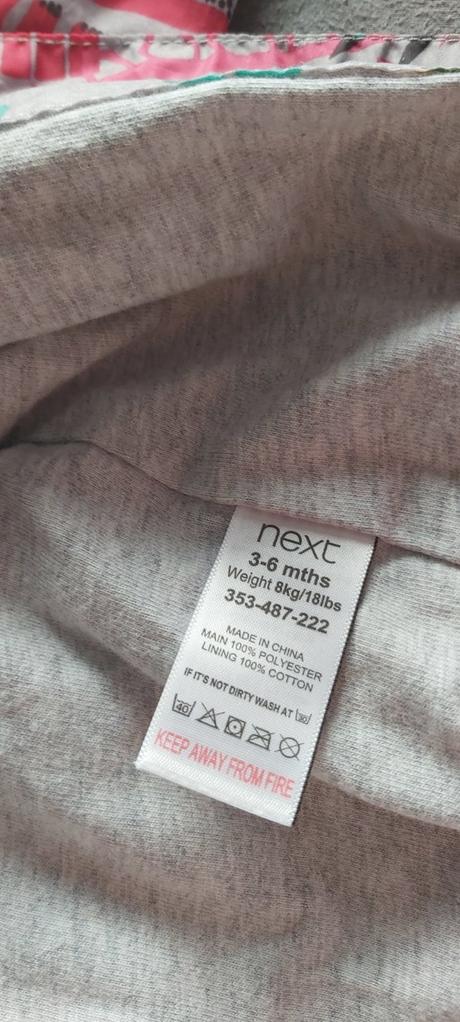 next
3-6 mths
Weight 8kg/18lbs
353-487-222
MADE IN CHINA
MAIN 100% POLYESTER
LINING 100% COTTON
IF IT'S NOT DIRTY WASH AT 30
40
KEEP AWAY FROM FIRE